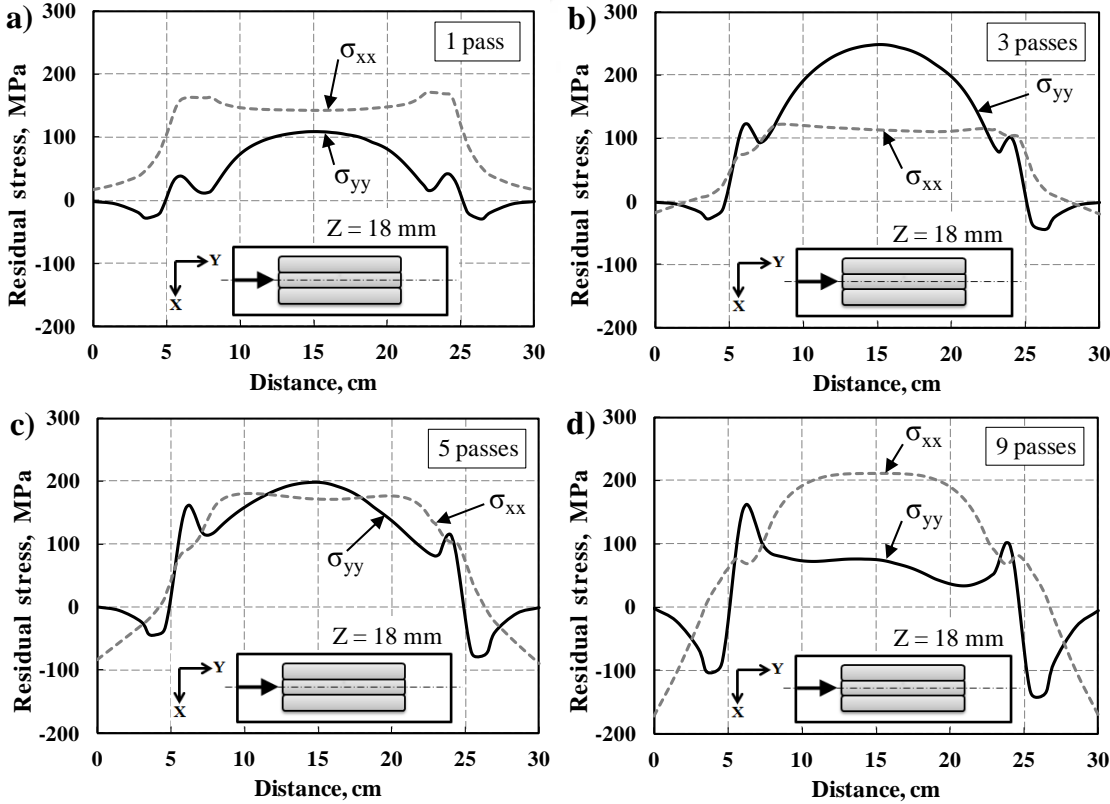 a)
1 pass
Residual stress, MPa
300
200
100
0
-100
-200
σxx
σyy
Z = 18 mm
Y
X
0 5 10 15 20 25 30
Distance, cm
b)
3 passes
Residual stress, MPa
300
200
100
0
-100
-200
σyy
σxx
Z = 18 mm
Y
X
0 5 10 15 20 25 30
Distance, cm
c)
5 passes
Residual stress, MPa
300
200
100
0
-100
-200
σxx
σyy
Z = 18 mm
Y
X
0 5 10 15 20 25 30
Distance, cm
d)
9 passes
Residual stress, MPa
300
200
100
0
-100
-200
σxx
σyy
Z = 18 mm
Y
X
0 5 10 15 20 25 30
Distance, cm